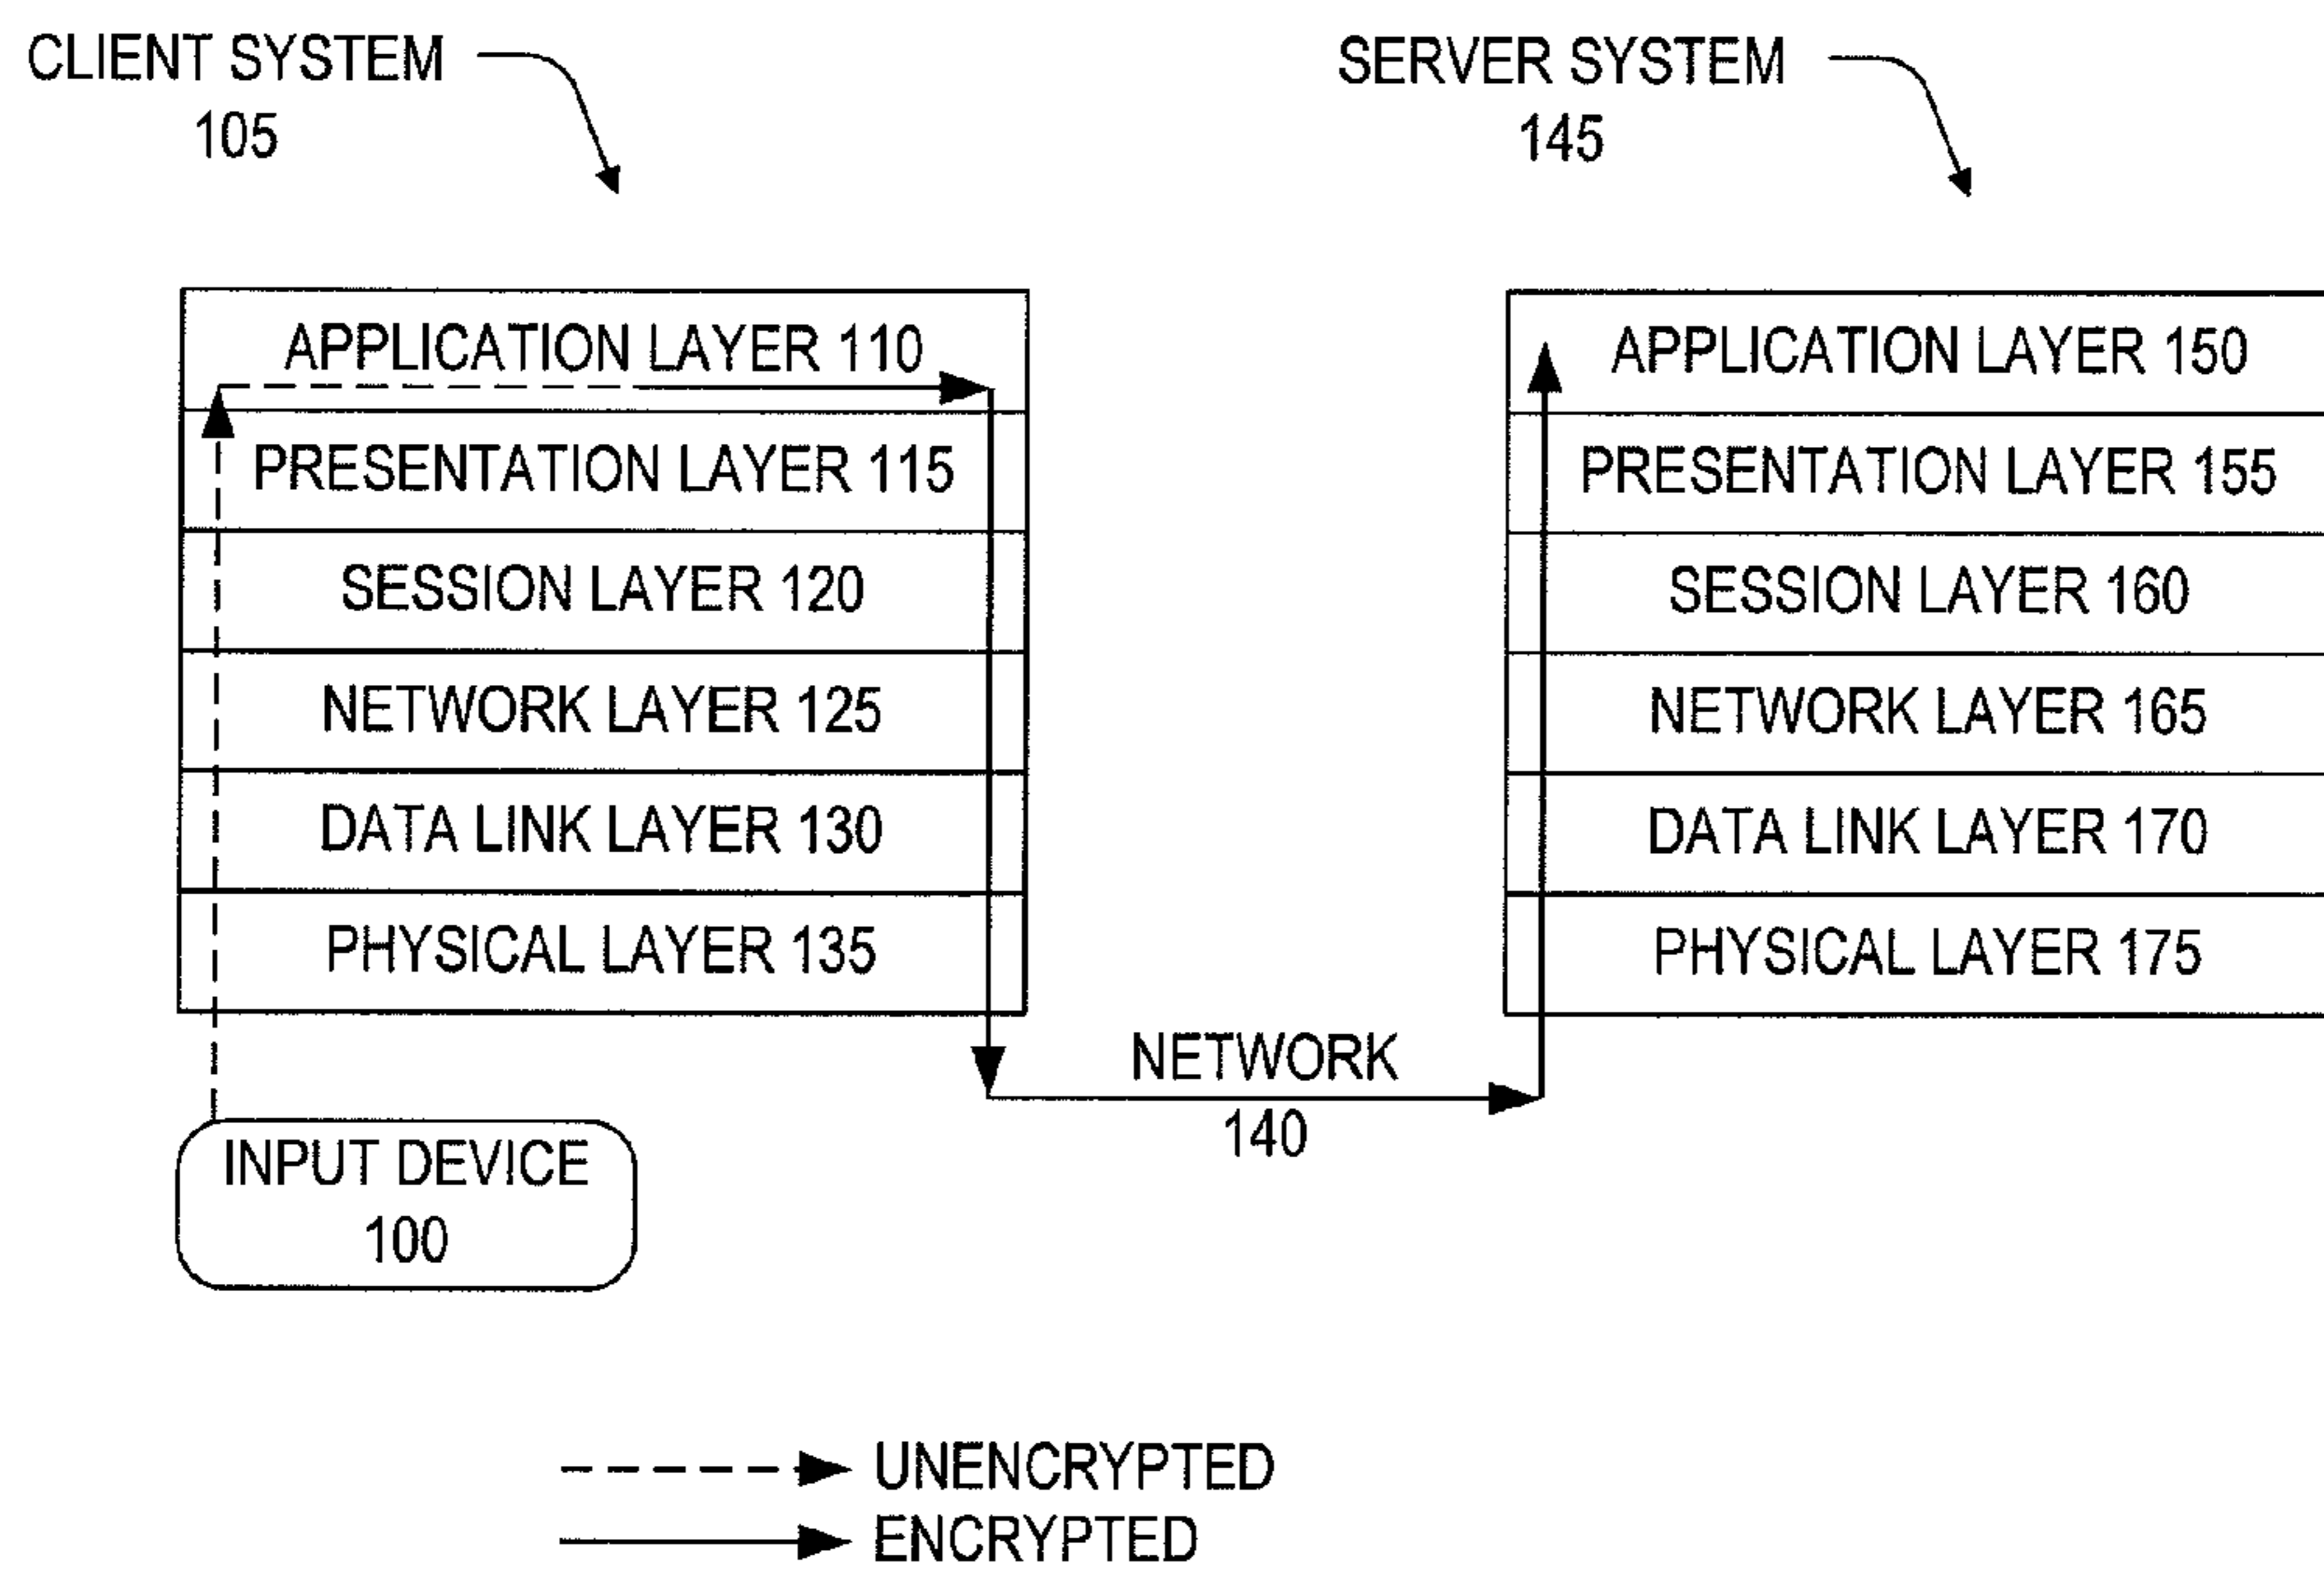 CLIENT SYSTEM
105
SERVER SYSTEM
145
APPLICATION LAYER 110
PRESENTATION LAYER 115
SESSION LAYER 120
NETWORK LAYER 125
DATA LINK LAYER 130
PHYSICAL LAYER 135
APPLICATION LAYER 150
PRESENTATION LAYER 155
SESSION LAYER 160
NETWORK LAYER 165
DATA LINK LAYER 170
PHYSICAL LAYER 175
NETWORK
140
INPUT DEVICE
100
UNENCRYPTED
ENCRYPTED